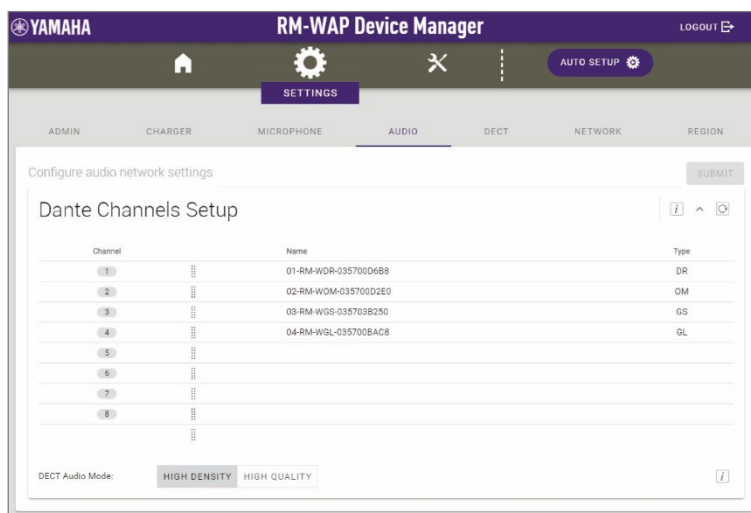 YAMAHA RM-WAP Device Manager LOGOUT
AUTO SETUP
SETTINGS
ADMIN CHARGER MICROPHONE AUDIO DECT NETWORK REGION
Configure audio network settings SUBMIT
Dante Channels Setup i
Channel Name Type
1 01-RM-WDR-035700D6B8 DR
2 02-RM-WOM-035700D2E0 OM
3 03-RM-WGS-035703B250 GS
4 04-RM-WGL-035700BAC8 GL
5
6
7
8
DECT Audio Mode: HIGH DENSITY HIGH QUALITY i